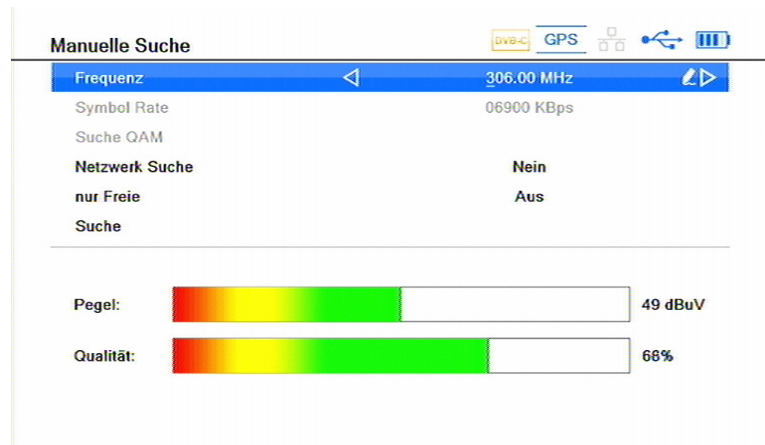 Manuelle Suche DVB-C GPS
Frequenz 306.00 MHz
Symbol Rate 06900 KBps
Suche QAM
Netzwerk Suche Nein
nur Freie Aus
Suche
Pegel: 49 dBuV
Qualität: 66%